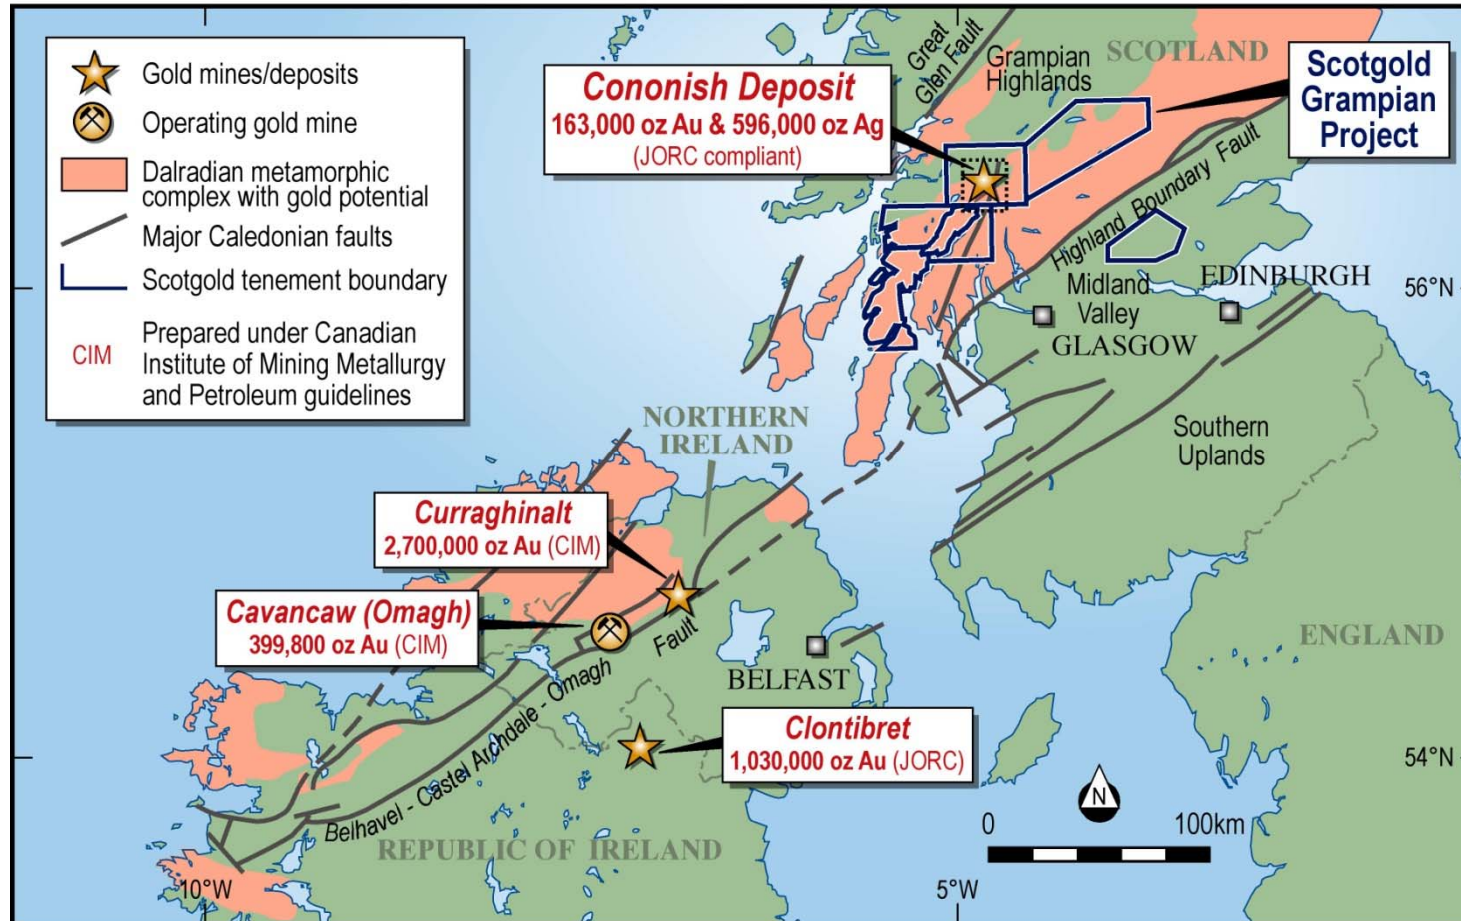 Gold mines/deposits
Operating gold mine
Dalradian metamorphic
complex with gold potential
Major Caledonian faults
Scotgold tenement boundary
CIM
Prepared under Canadian
Institute of Mining Metallurgy
and Petroleum guidelines
Great
Glen Fault
Grampian
Highlands
SCOTLAND
Scotgold
Grampian
Project
Cononish Deposit
163,000 oz Au & 596,000 oz Ag
(JORC compliant)
Highland Boundary Fault
Midland
Valley
EDINBURGH
56°N
GLASGOW
Southern
Uplands
NORTHERN
IRELAND
Curraghinalt
2,700,000 oz Au (CIM)
Cavancaw (Omagh)
399,800 oz Au (CIM)
Belhavel - Castel Archdale - Omagh Fault
BELFAST
ENGLAND
Clontibret
1,030,000 oz Au (JORC)
54°N
REPUBLIC OF IRELAND
N
0 100km
10°W
5°W